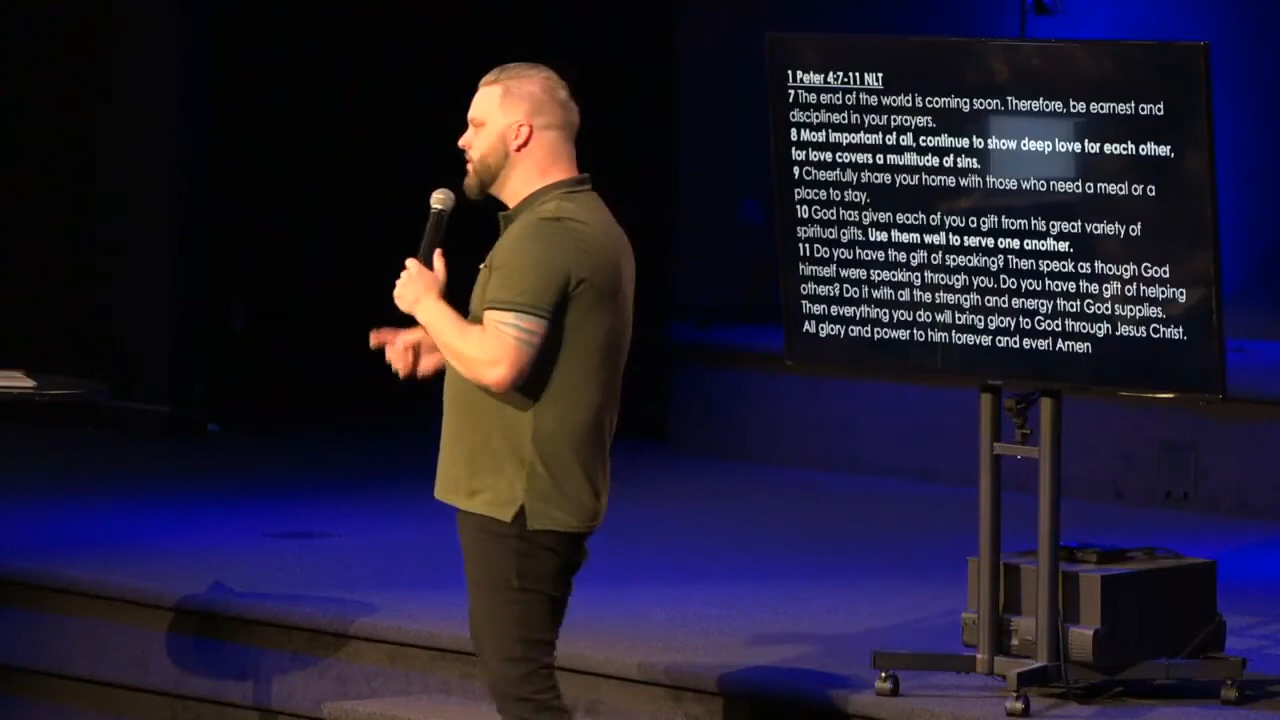 1 Peter 4:7-11 NLT
7 The end of the world is coming soon. Therefore, be earnest and
disciplined in your prayers.
8 Most important of all, continue to show deep love for each other,
for love covers a multitude of sins.
9 Cheerfully share your home with those who need a meal or a
place to stay.
10 God has given each of you a gift from his great variety of
spiritual gifts. Use them well to serve one another.
11 Do you have the gift of speaking? Then speak as though God
himself were speaking through you. Do you have the gift of helping
others? Do it with all the strength and energy that God supplies.
Then everything you do will bring glory to God through Jesus Christ.
All glory and power to him forever and ever! Amen